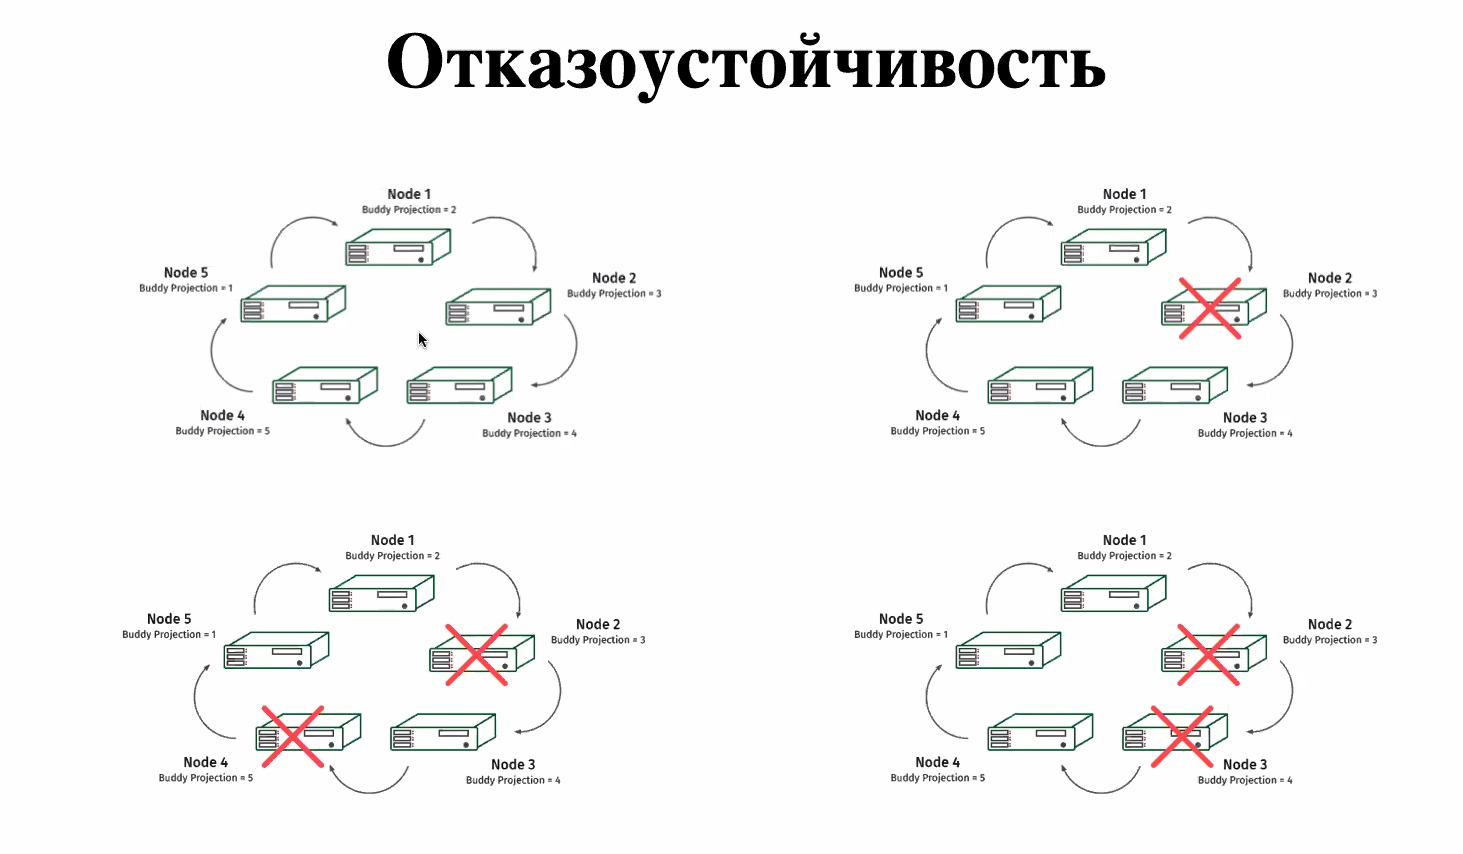 Отказоустойчивость
Node 1
Buddy Projection = 2
Node 5
Buddy Projection = 1
Node 2
Buddy Projection = 3
Node 4
Buddy Projection = 5
Node 3
Buddy Projection = 4
Node 1
Buddy Projection = 2
Node 5
Buddy Projection = 1
Node 2
Buddy Projection = 3
Node 4
Buddy Projection = 5
Node 3
Buddy Projection = 4
Node 1
Buddy Projection = 2
Node 5
Buddy Projection = 1
Node 2
Buddy Projection = 3
Node 4
Buddy Projection = 5
Node 3
Buddy Projection = 4
Node 1
Buddy Projection = 2
Node 5
Buddy Projection = 1
Node 2
Buddy Projection = 3
Node 4
Buddy Projection = 5
Node 3
Buddy Projection = 4